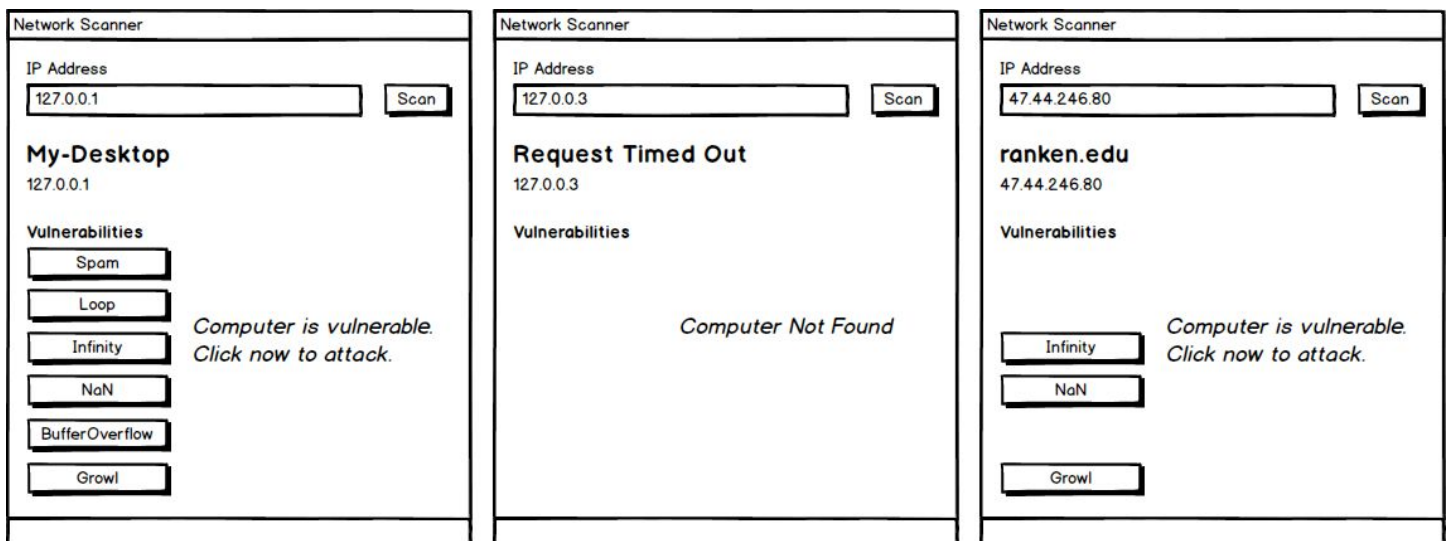 Network Scanner
IP Address
127.0.0.1
Scan
My-Desktop
127.0.0.1
Vulnerabilities
Spam
Loop
Infinity
NaN
BufferOverflow
Growl
Computer is vulnerable.
Click now to attack.
Network Scanner
IP Address
127.0.0.3
Scan
Request Timed Out
127.0.0.3
Vulnerabilities
Computer Not Found
Network Scanner
IP Address
47.44.246.80
Scan
ranken.edu
47.44.246.80
Vulnerabilities
Infinity
NaN
Growl
Computer is vulnerable.
Click now to attack.